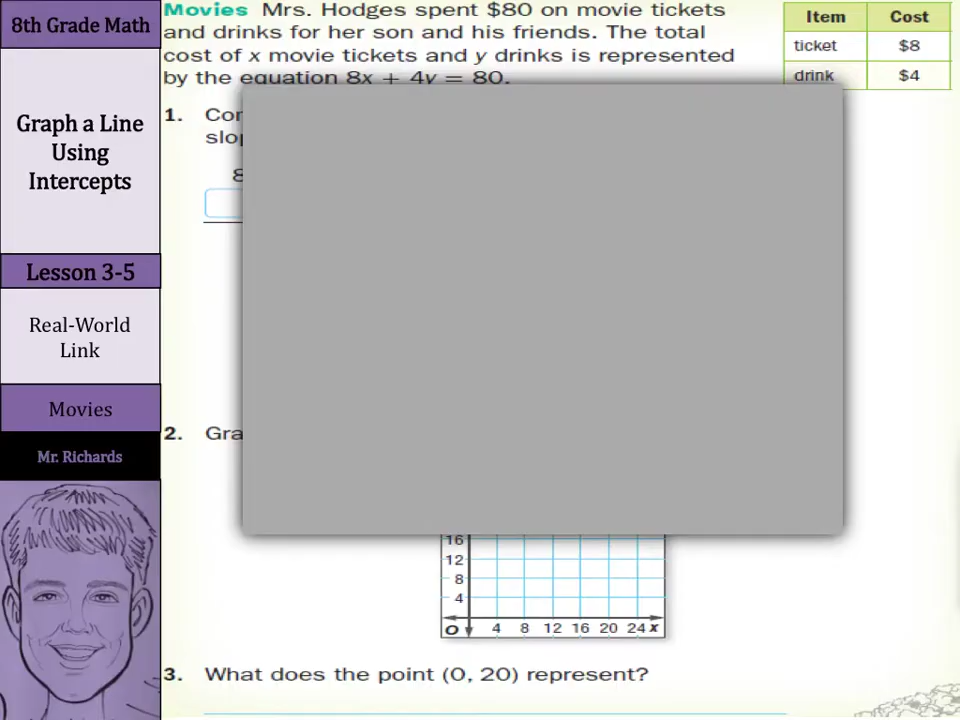 8th Grade Math
Graph a Line
Using
Intercepts
Lesson 3-5
Real-World
Link
Movies
Mr. Richards
Movies Mrs. Hodges spent $80 on movie tickets
and drinks for her son and his friends. The total
cost of x movie tickets and y drinks is represented
by the equation 8x + 4y = 80.
Item Cost
ticket $8
drink $4
1.
8
2.
16
12
8
4
O 4 8 12 16 20 24 x
3. What does the point (0, 20) represent?